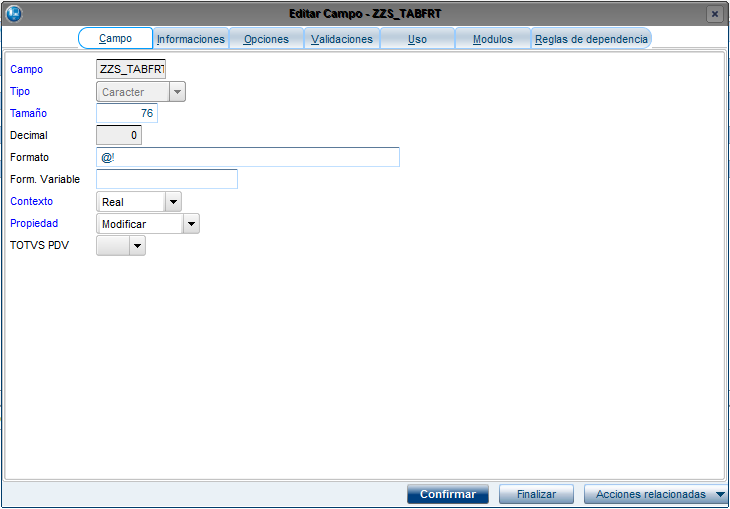 Editar Campo - ZZS_TABFRT
Campo Informaciones Opciones Validaciones Uso Modulos Reglas de dependencia
Campo ZZS_TABFRT
Tipo Caracter
Tamaño 76
Decimal 0
Formato @!
Form. Variable
Contexto Real
Propiedad Modificar
TOTVS PDV
Confirmar Finalizar Acciones relacionadas